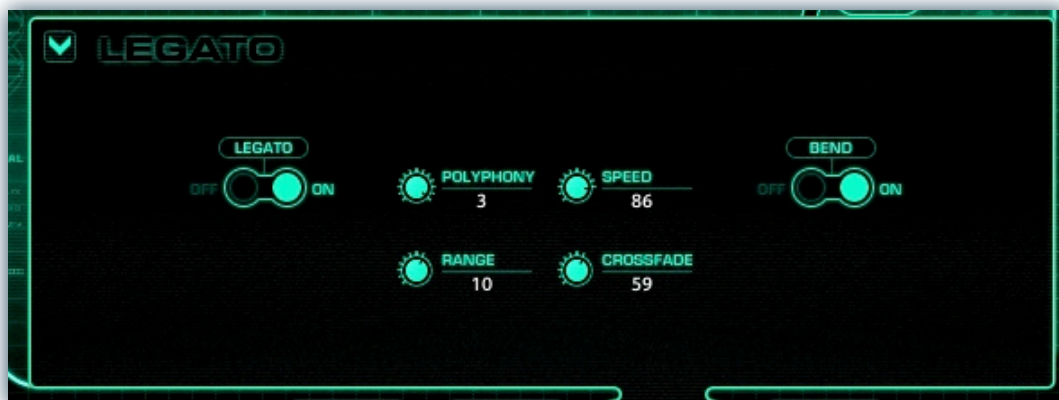 LEGATO
LEGATO
OFF ON
POLYPHONY
3
SPEED
86
BEND
OFF ON
RANGE
10
CROSSFADE
59